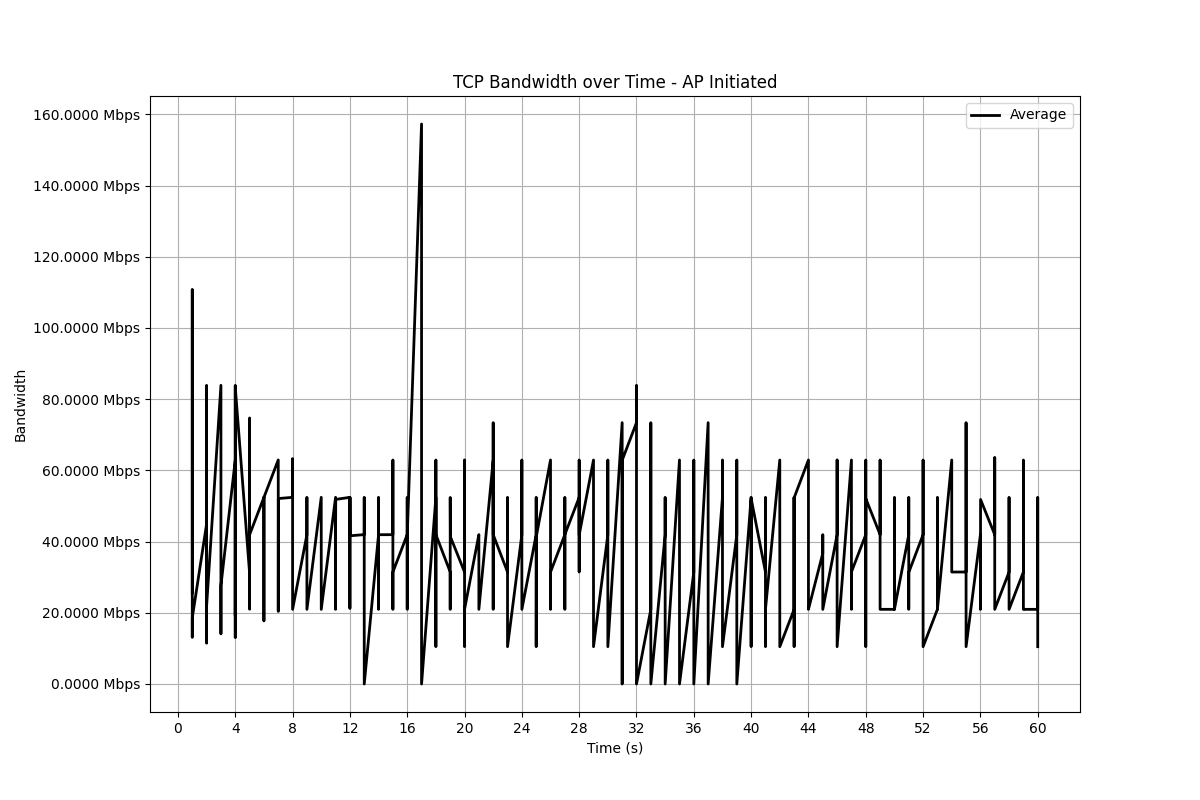 TCP Bandwidth over Time - AP Initiated
160.0000 Mbps
140.0000 Mbps
120.0000 Mbps
100.0000 Mbps
80.0000 Mbps
60.0000 Mbps
40.0000 Mbps
20.0000 Mbps
0.0000 Mbps
Bandwidth
Average
0 4 8 12 16 20 24 28 32 36 40 44 48 52 56 60
Time (s)